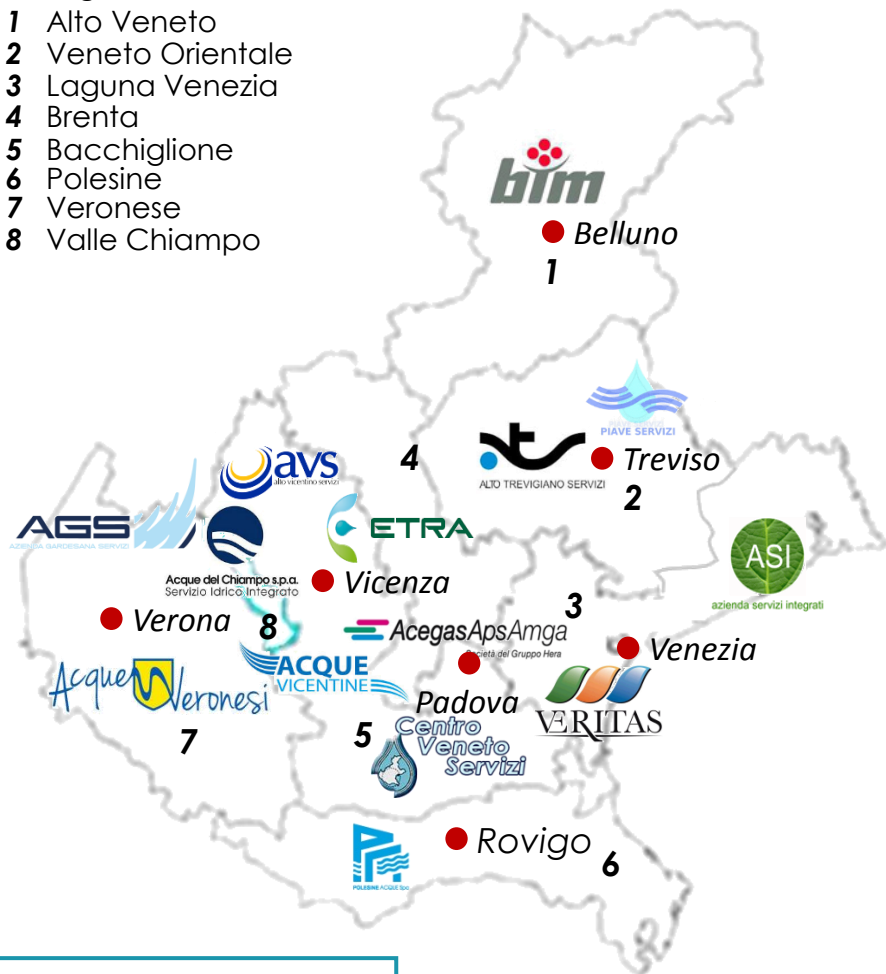 1 Alto Veneto
2 Veneto Orientale
3 Laguna Venezia
4 Brenta
5 Bacchiglione
6 Polesine
7 Veronese
8 Valle Chiampo
bim
Belluno
1
PIAVE SERVIZI
ALTO TREVIGIANO SERVIZI
Treviso
2
4
avs
alto vicentino servizi
AGS
AZIENDA GARDESANA SERVIZI
ETRA
ASI
azienda servizi integrati
Acque del Chiampo s.p.a.
Servizio Idrico Integrato
Vicenza
Verona
8
3
AcegasApsAmga
Società del Gruppo Hera
Venezia
ACQUE
VICENTINE
Acque Veronesi
7
Padova
VERITAS
5
Centro
Veneto
Servizi
POLESINE ACQUE Spa
Rovigo
6